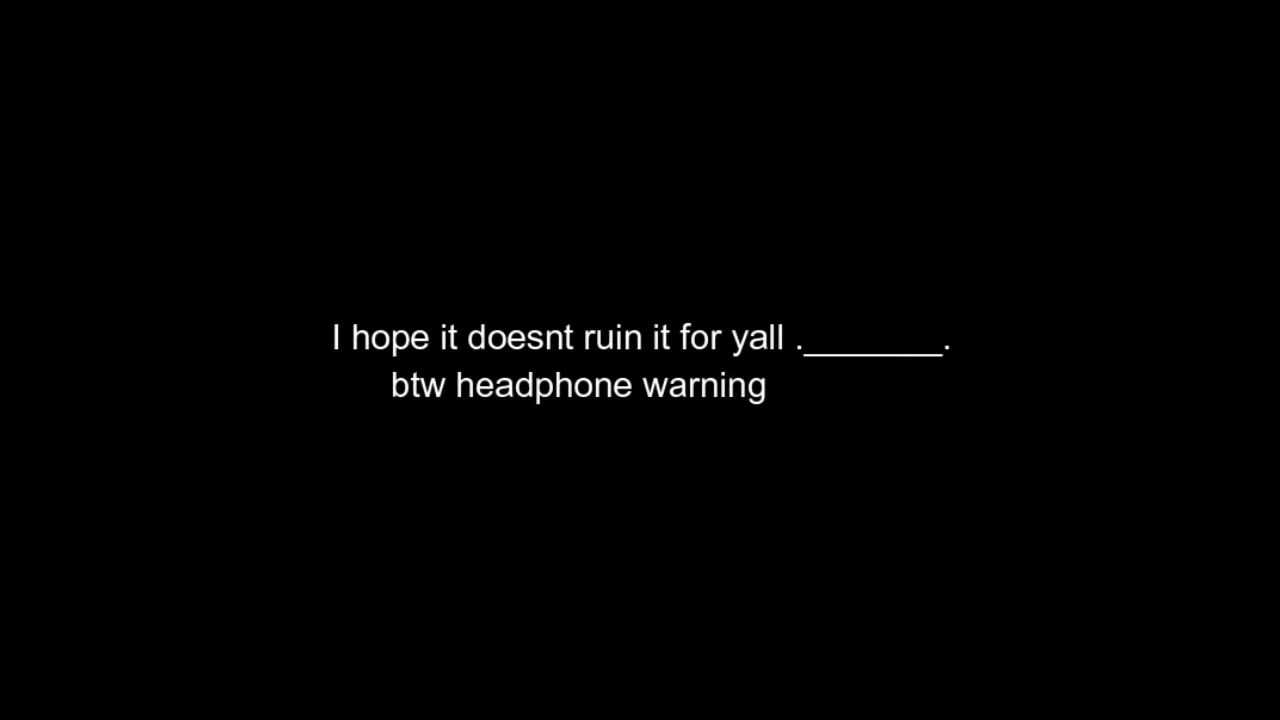 I hope it doesnt ruin it for yall ._______.
btw headphone warning